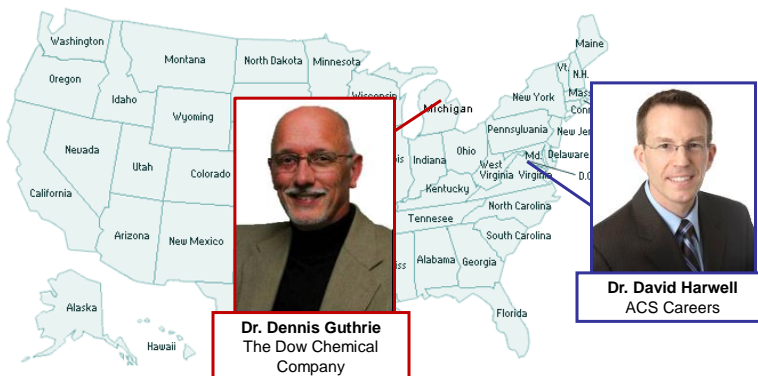 Washington
Montana
North Dakota
Minnesota
Maine
Oregon
Idaho
Wyoming
Wisconsin
Michigan
New York
Vt.
N.H.
Mass
Conn
Nevada
Utah
Colorado
California
Indiana
Ohio
Pennsylvania
New Jer
Md.
Delaware
West
Virginia
Virginia
D.C
Kentucky
Arizona
New Mexico
Tennessee
North Carolina
South Carolina
iss
Alabama
Georgia
Florida
Alaska
Hawaii
Dr. Dennis Guthrie
The Dow Chemical
Company
Dr. David Harwell
ACS Careers